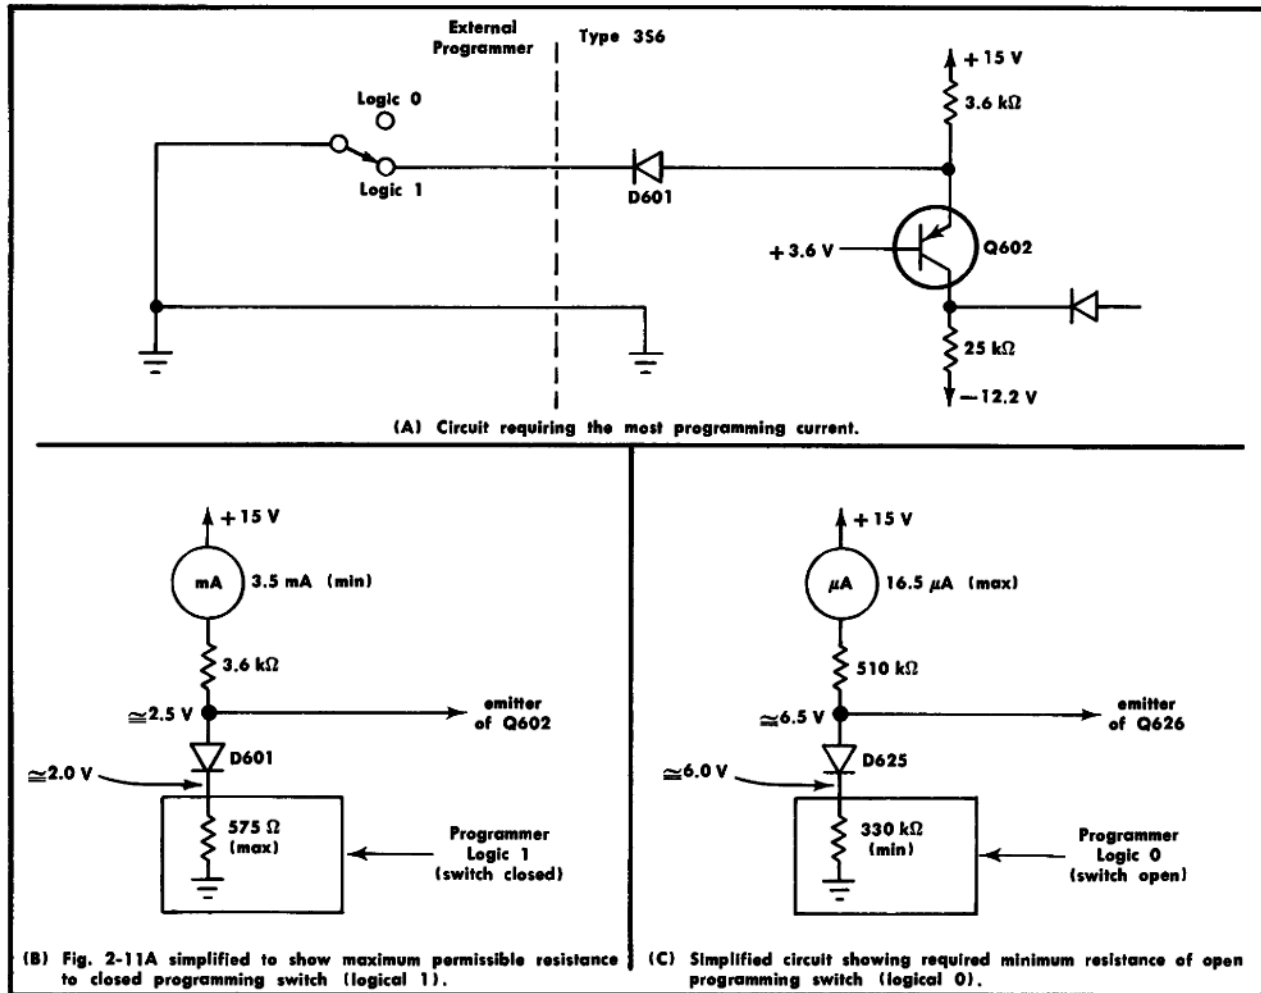 External
Programmer
Type 3S6
+15 V
3.6 kΩ
Logic 0
Logic 1
D601
+3.6 V
Q602
25 kΩ
−12.2 V
(A) Circuit requiring the most programming current.
+15 V
mA
3.5 mA (min)
3.6 kΩ
≅2.5 V
emitter
of Q602
D601
≅2.0 V
575 Ω
(max)
Programmer
Logic 1
(switch closed)
(B) Fig. 2-11A simplified to show maximum permissible resistance
to closed programming switch (logical 1).
+15 V
μA
16.5 μA (max)
510 kΩ
≅6.5 V
emitter
of Q626
D625
≅6.0 V
330 kΩ
(min)
Programmer
Logic 0
(switch open)
(C) Simplified circuit showing required minimum resistance of open
programming switch (logical 0).